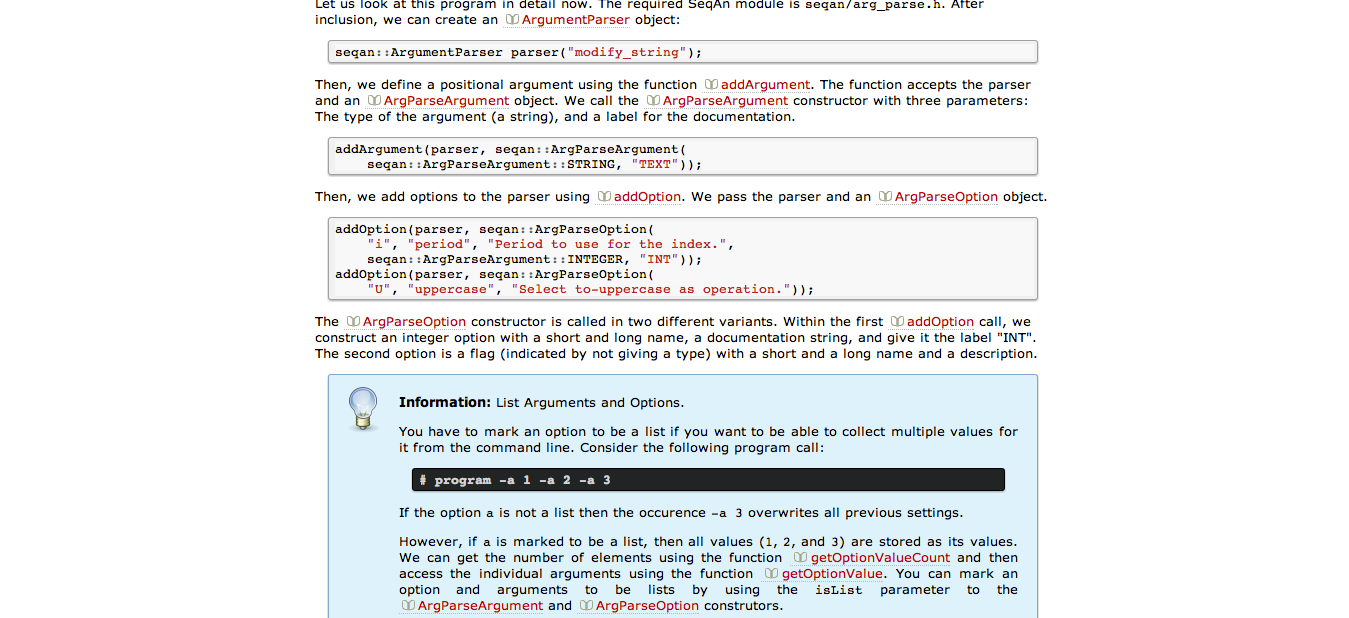 Let us look at this program in detail now. The required SeqAn module is seqan/arg_parse.h. After
inclusion, we can create an ArgumentParser object:
seqan::ArgumentParser parser("modify_string");
Then, we define a positional argument using the function addArgument. The function accepts the parser
and an ArgParseArgument object. We call the ArgParseArgument constructor with three parameters:
The type of the argument (a string), and a label for the documentation.
addArgument(parser, seqan::ArgParseArgument(
seqan::ArgParseArgument::STRING, "TEXT"));
Then, we add options to the parser using addOption. We pass the parser and an ArgParseOption object.
addOption(parser, seqan::ArgParseOption(
"i", "period", "Period to use for the index.",
seqan::ArgParseArgument::INTEGER, "INT"));
addOption(parser, seqan::ArgParseOption(
"U", "uppercase", "Select to-uppercase as operation."));
The ArgParseOption constructor is called in two different variants. Within the first addOption call, we
construct an integer option with a short and long name, a documentation string, and give it the label "INT".
The second option is a flag (indicated by not giving a type) with a short and a long name and a description.
Information: List Arguments and Options.
You have to mark an option to be a list if you want to be able to collect multiple values for
it from the command line. Consider the following program call:
# program -a 1 -a 2 -a 3
If the option a is not a list then the occurence -a 3 overwrites all previous settings.
However, if a is marked to be a list, then all values (1, 2, and 3) are stored as its values.
We can get the number of elements using the function getOptionValueCount and then
access the individual arguments using the function getOptionValue. You can mark an
option and arguments to be lists by using the isList parameter to the
ArgParseArgument and ArgParseOption construtors.